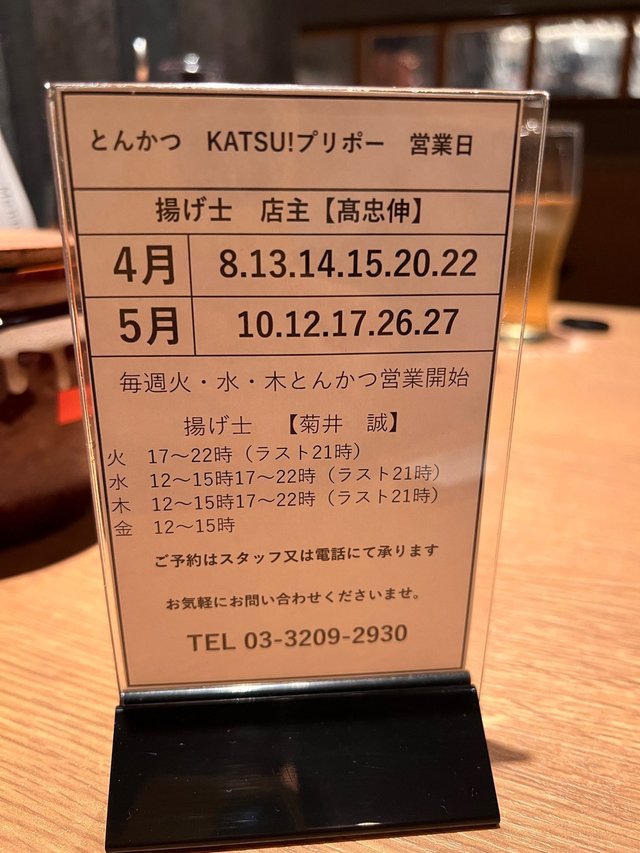 とんかつ　KATSU!プリポー　営業日
揚げ士　店主【髙忠伸】
4月　8.13.14.15.20.22
5月　10.12.17.26.27
毎週火・水・木とんかつ営業開始
揚げ士　【菊井　誠】
火　17〜22時（ラスト21時）
水　12〜15時17〜22時（ラスト21時）
木　12〜15時17〜22時（ラスト21時）
金　12〜15時
ご予約はスタッフ又は電話にて承ります
お気軽にお問い合わせくださいませ。
TEL 03-3209-2930